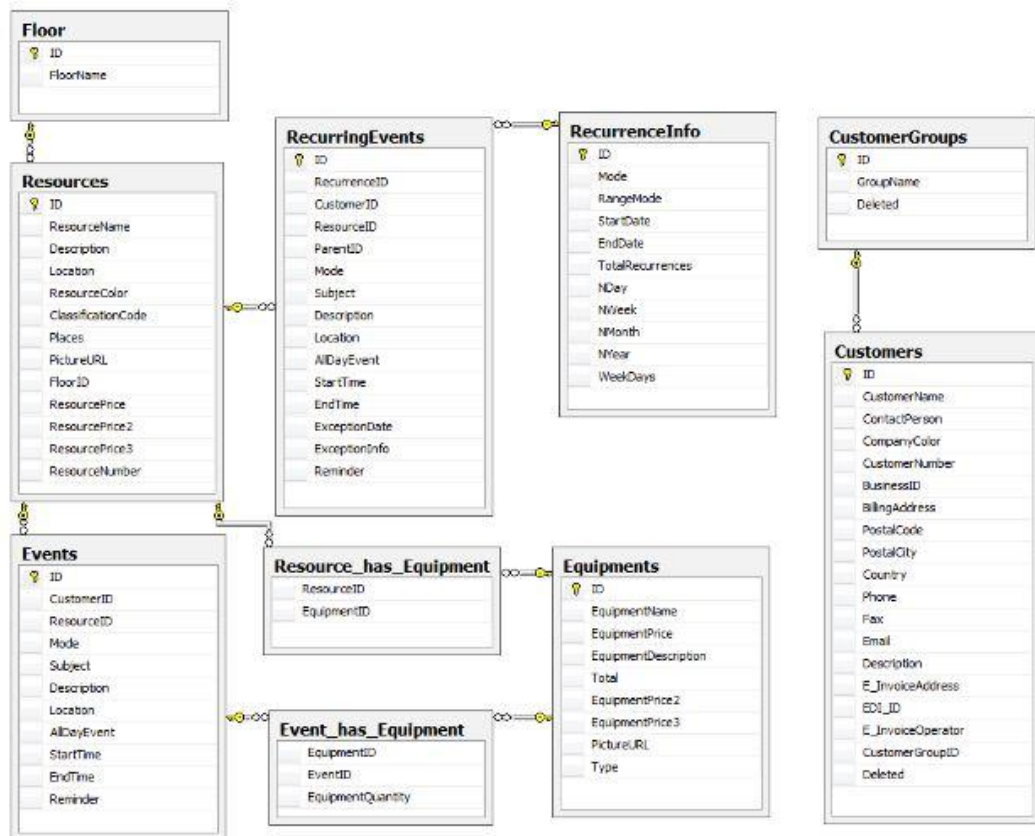 Floor
ID
FloorName
Resources
ID
ResourceName
Description
Location
ResourceColor
ClassificationCode
Places
PictureURL
FloorID
ResourcePrice
ResourcePrice2
ResourcePrice3
ResourceNumber
Events
ID
CustomerID
ResourceID
Mode
Subject
Description
Location
AllDayEvent
StartTime
EndTime
Reminder
RecurringEvents
ID
RecurrenceID
CustomerID
ResourceID
ParentID
Mode
Subject
Description
Location
AllDayEvent
StartTime
EndTime
ExceptionDate
ExceptionInfo
Reminder
Resource_has_Equipment
ResourceID
EquipmentID
Event_has_Equipment
EquipmentID
EventID
EquipmentQuantity
RecurrenceInfo
ID
Mode
RangeMode
StartDate
EndDate
TotalRecurrences
NDay
NWeek
NMonth
NYear
WeekDays
Equipments
ID
EquipmentName
EquipmentPrice
EquipmentDescription
Total
EquipmentPrice2
EquipmentPrice3
PictureURL
Type
CustomerGroups
ID
GroupName
Deleted
Customers
ID
CustomerName
ContactPerson
CompanyColor
CustomerNumber
BusinessID
BillingAddress
PostalCode
PostalCity
Country
Phone
Fax
Email
Description
E_InvoiceAddress
EDI_ID
E_InvoiceOperator
CustomerGroupID
Deleted